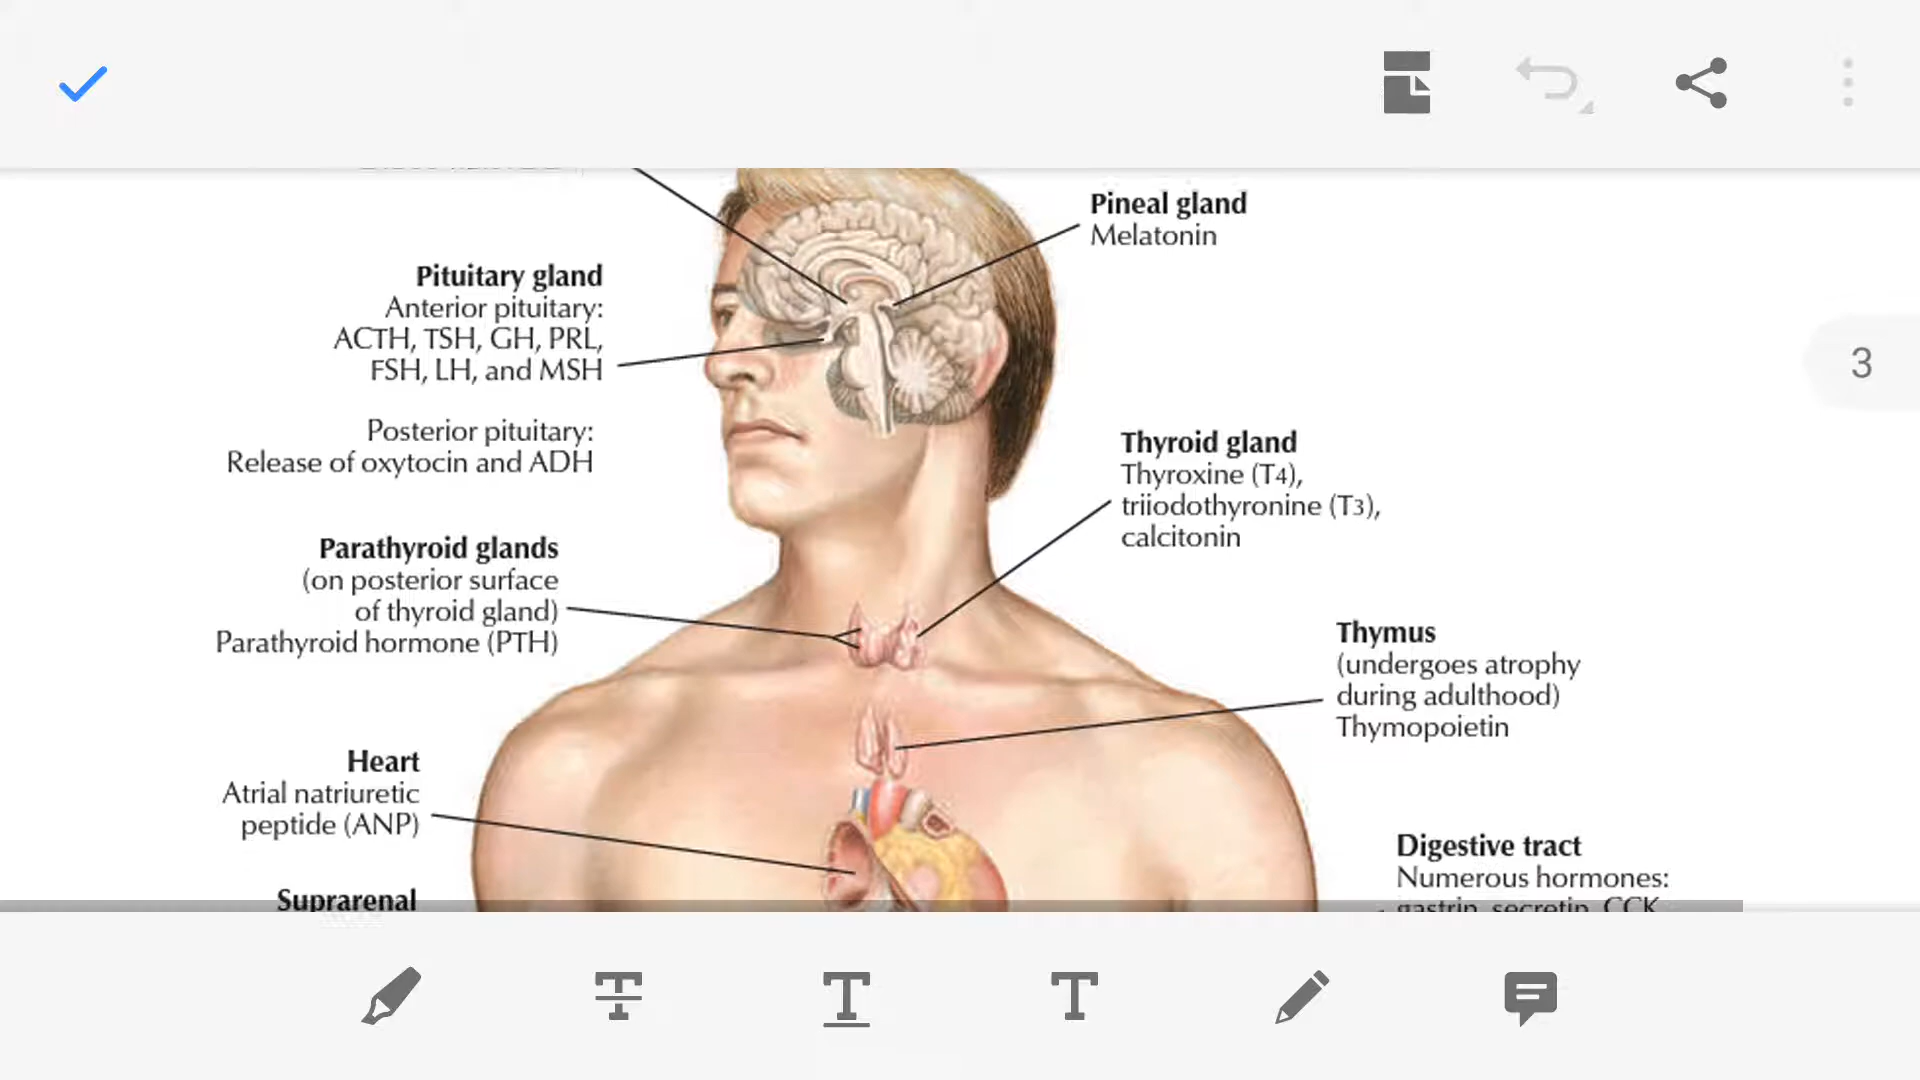 Pineal gland
Melatonin
Pituitary gland
Anterior pituitary:
ACTH, TSH, GH, PRL,
FSH, LH, and MSH
Posterior pituitary:
Release of oxytocin and ADH
3
Thyroid gland
Thyroxine (T4),
triiodothyronine (T3),
calcitonin
Parathyroid glands
(on posterior surface
of thyroid gland)
Parathyroid hormone (PTH)
Thymus
(undergoes atrophy
during adulthood)
Thymopoietin
Heart
Atrial natriuretic
peptide (ANP)
Digestive tract
Numerous hormones:
gastrin, secretin, CCK
Suprarenal